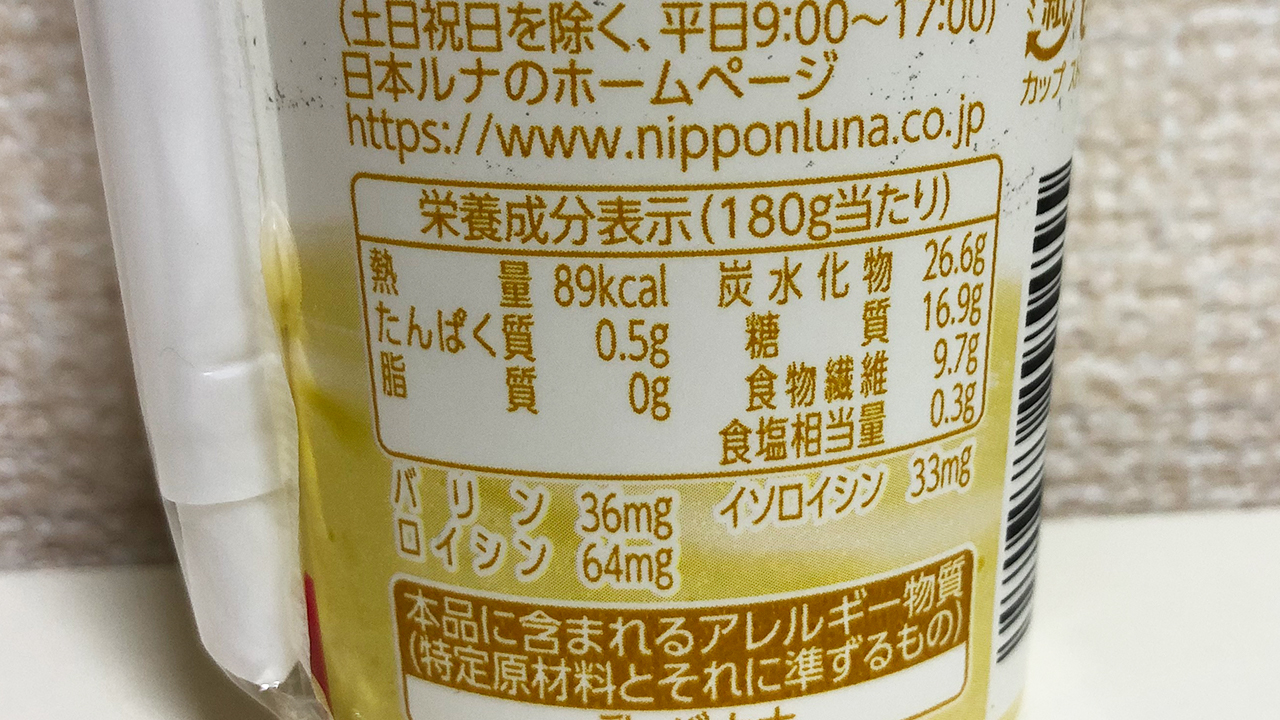 (土日祝日を除く、平日9:00〜17:00)
日本ルナのホームページ
https://www.nipponluna.co.jp
カップ
栄養成分表示(180g当たり)
熱量 89kcal
たんぱく質 0.5g
脂質 0g
炭水化物 26.6g
糖質 16.9g
食物繊維 9.7g
食塩相当量 0.3g
バリン 36mg イソロイシン 33mg
ロイシン 64mg
本品に含まれるアレルギー物質
(特定原材料とそれに準ずるもの)